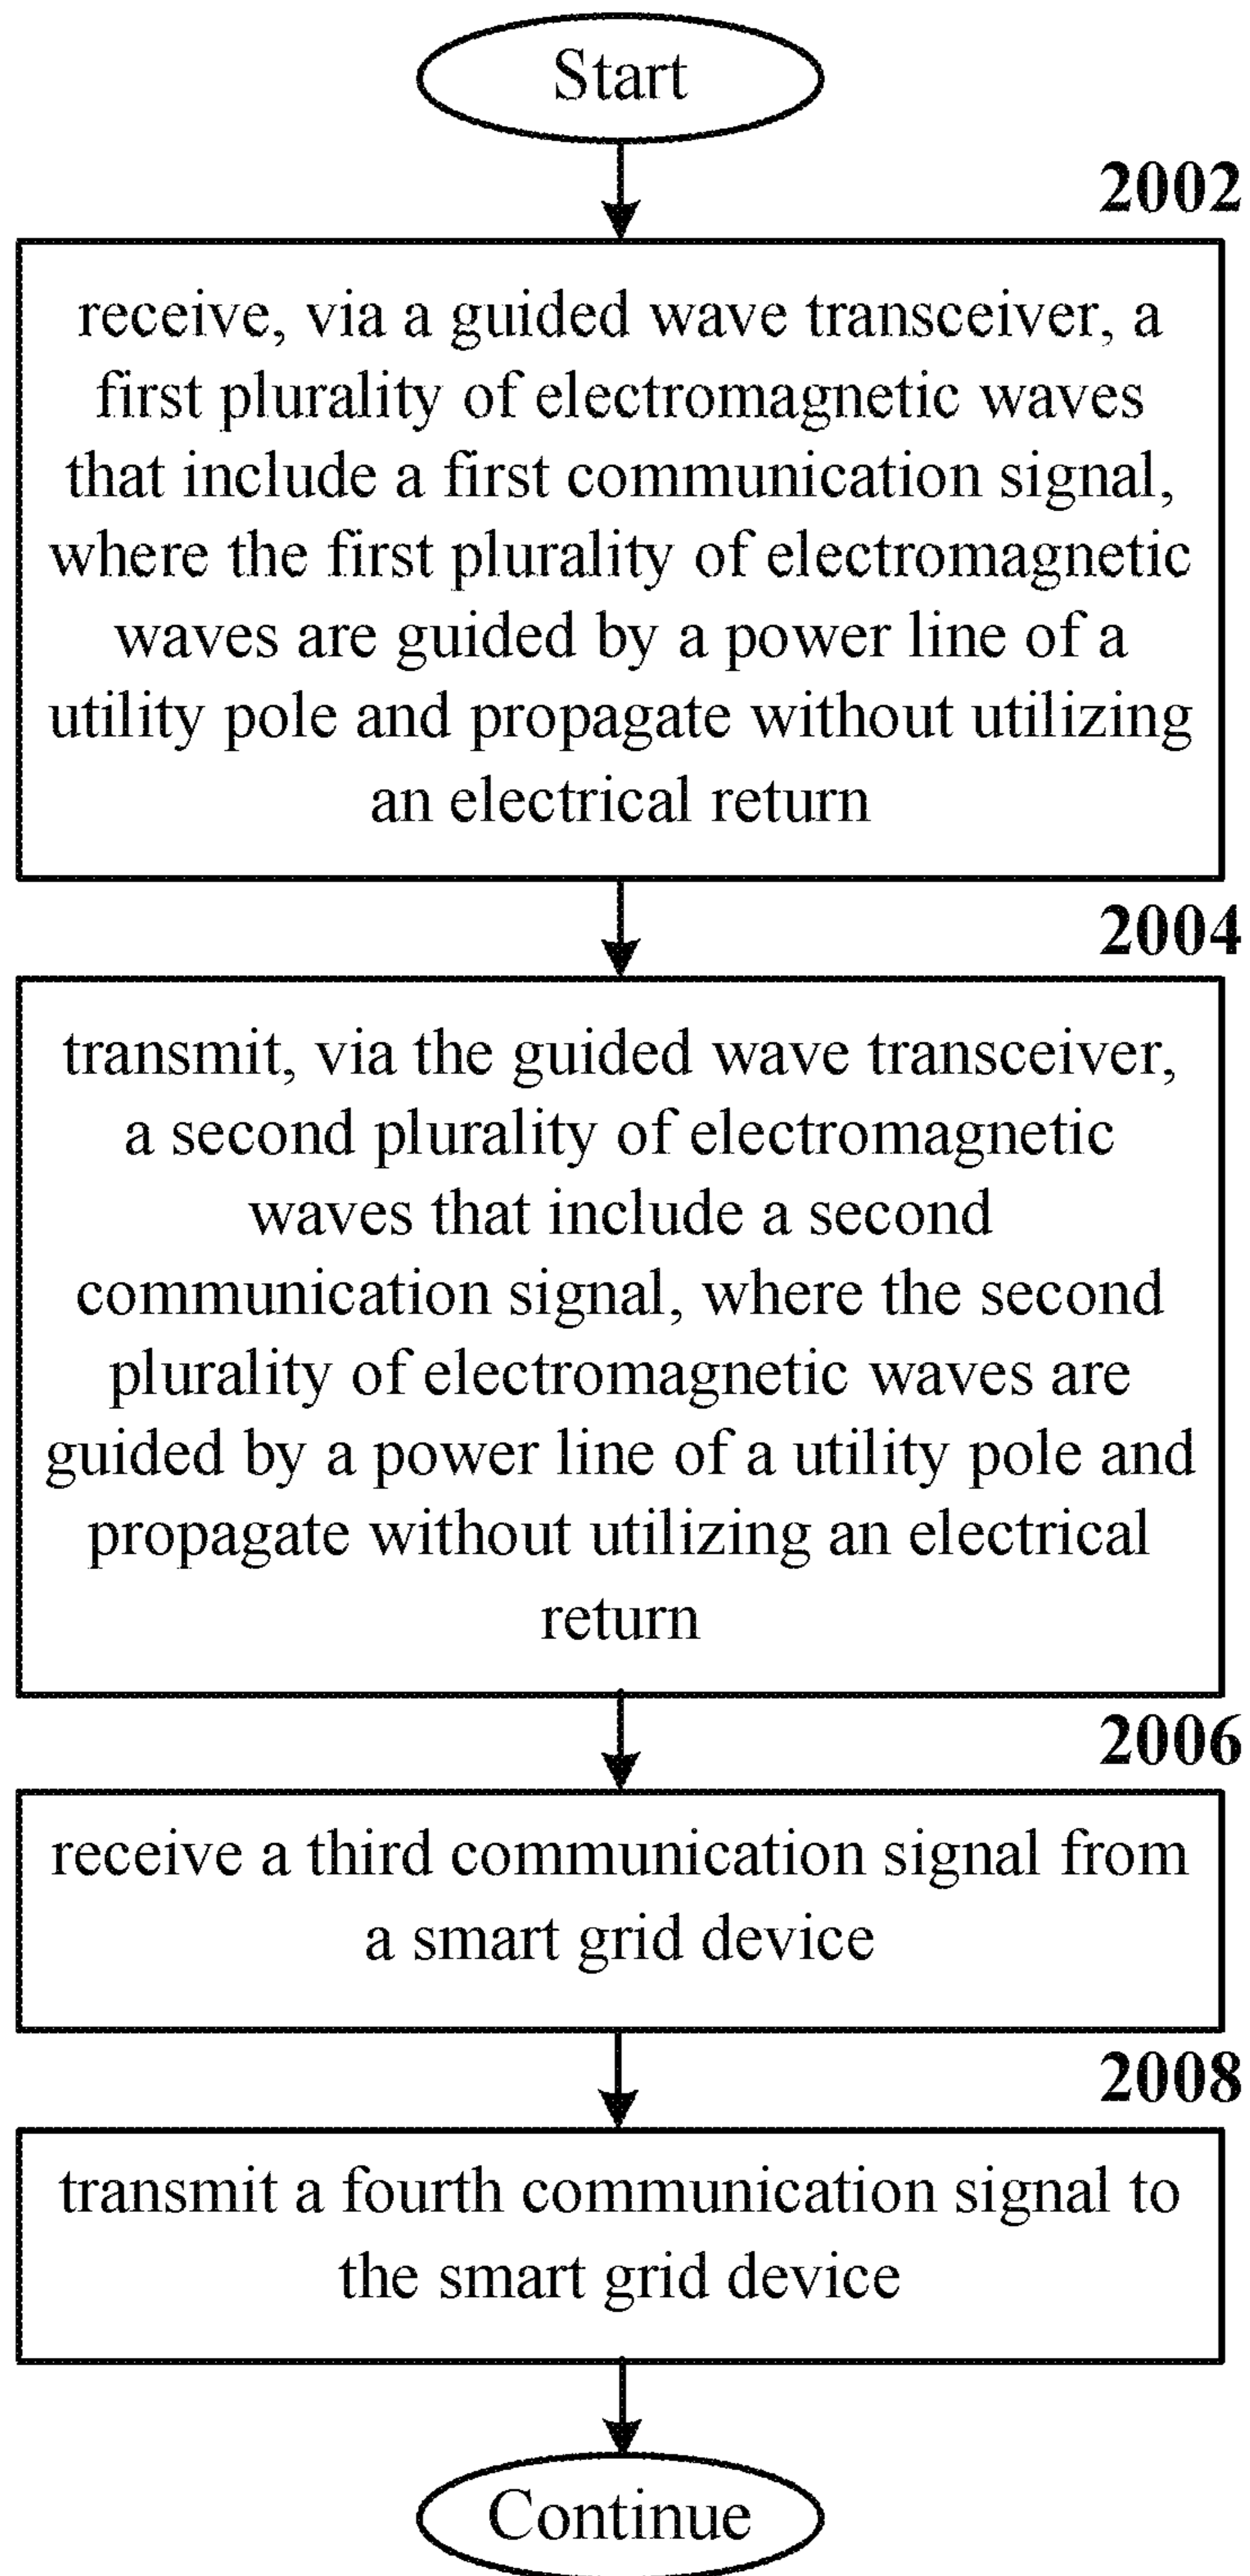 Start
2002
receive, via a guided wave transceiver, a
first plurality of electromagnetic waves
that include a first communication signal,
where the first plurality of electromagnetic
waves are guided by a power line of a
utility pole and propagate without utilizing
an electrical return
2004
transmit, via the guided wave transceiver,
a second plurality of electromagnetic
waves that include a second
communication signal, where the second
plurality of electromagnetic waves are
guided by a power line of a utility pole and
propagate without utilizing an electrical
return
2006
receive a third communication signal from
a smart grid device
2008
transmit a fourth communication signal to
the smart grid device
Continue